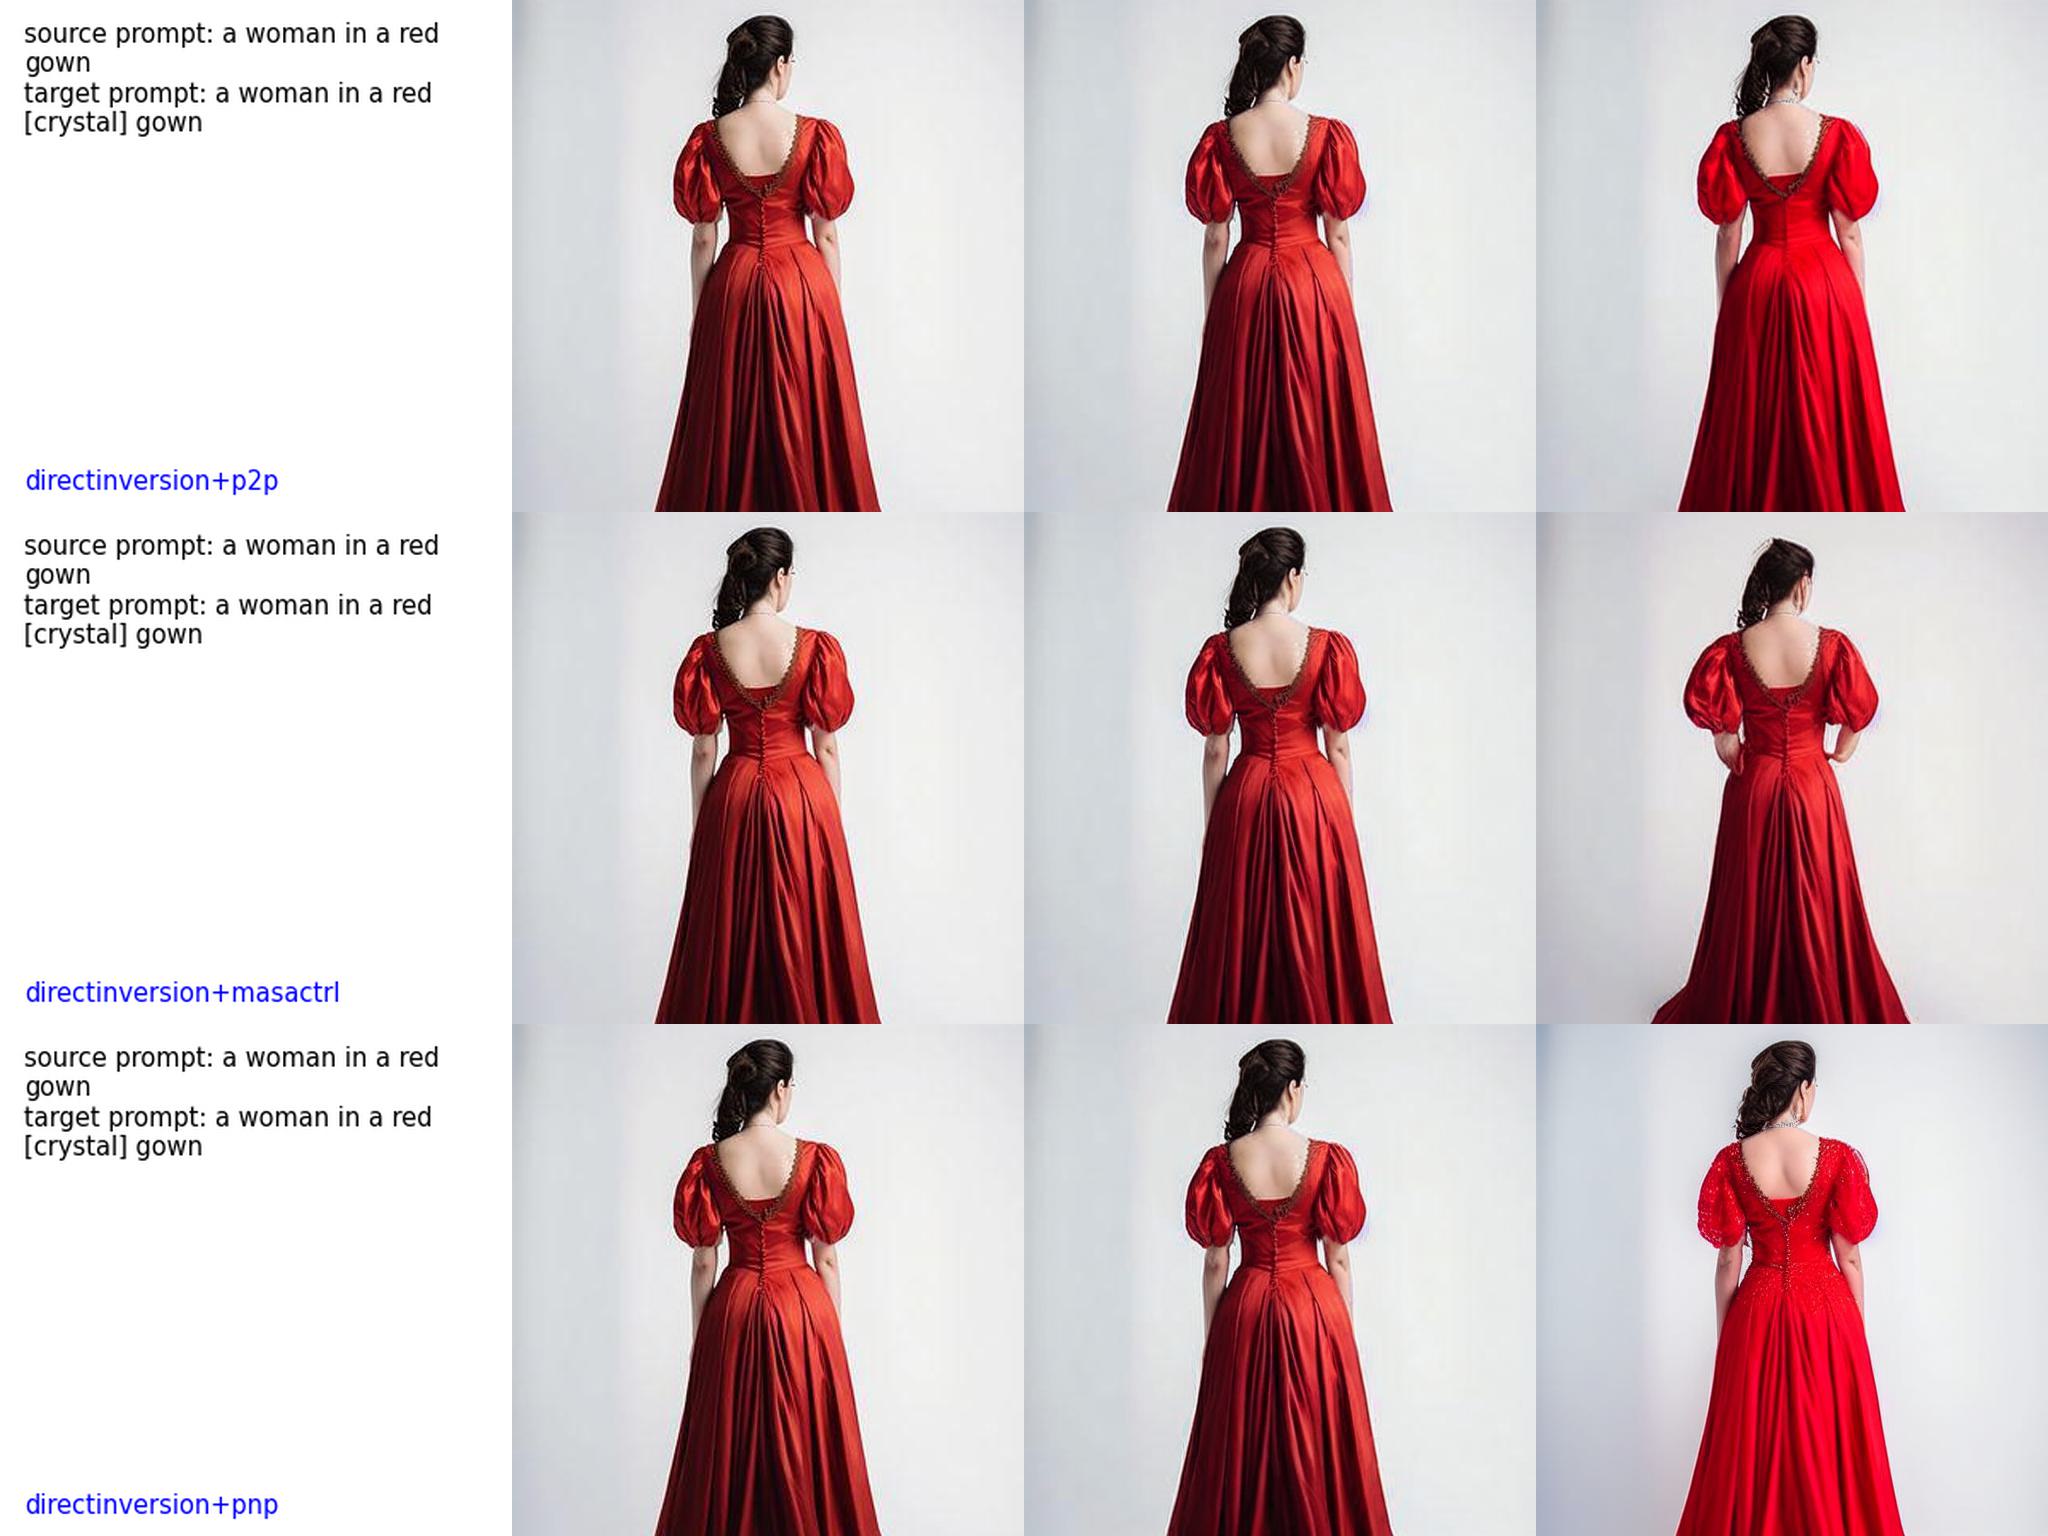 source prompt: a woman in a red
gown
target prompt: a woman in a red
[crystal] gown
directinversion+p2p
source prompt: a woman in a red
gown
target prompt: a woman in a red
[crystal] gown
directinversion+masactrl
source prompt: a woman in a red
gown
target prompt: a woman in a red
[crystal] gown
directinversion+pnp